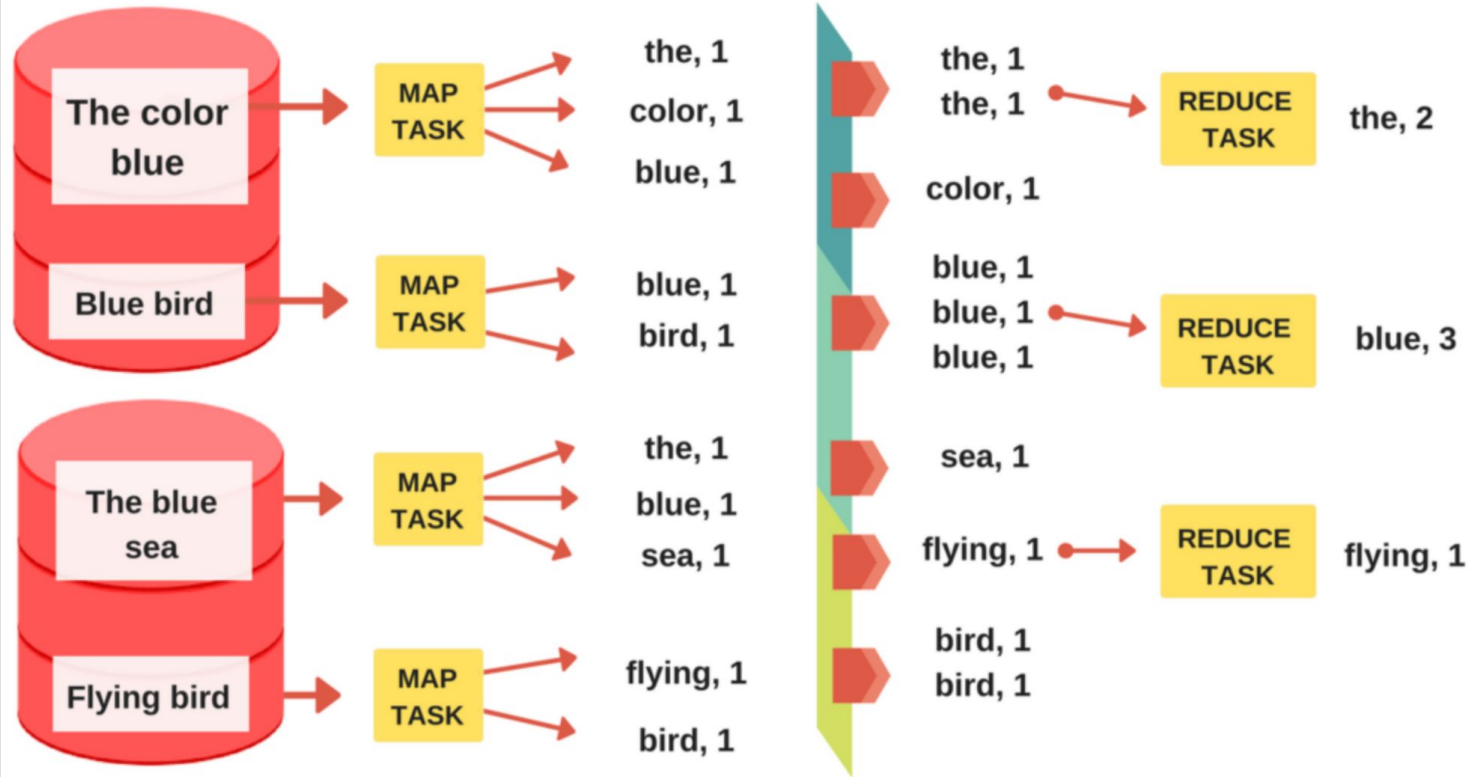 The color
blue
MAP
TASK
the, 1
color, 1
blue, 1
Blue bird
MAP
TASK
blue, 1
bird, 1
The blue
sea
MAP
TASK
the, 1
blue, 1
sea, 1
Flying bird
MAP
TASK
flying, 1
bird, 1
the, 1
the, 1
REDUCE
TASK
the, 2
color, 1
blue, 1
blue, 1
blue, 1
REDUCE
TASK
blue, 3
sea, 1
flying, 1
REDUCE
TASK
flying, 1
bird, 1
bird, 1